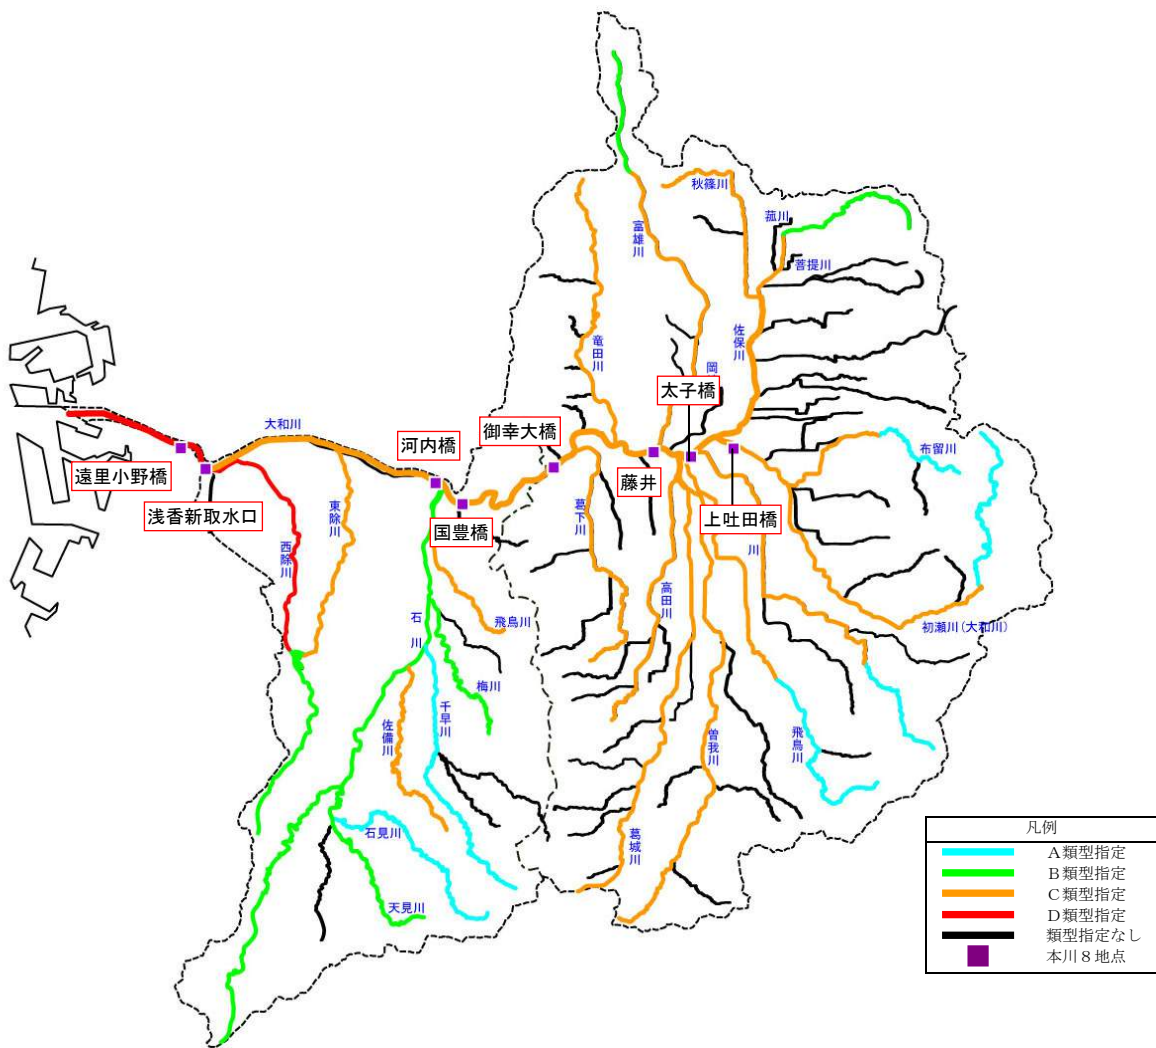 秋篠川
菰川
富雄川
菩提川
佐保川
竜田川
岡
太子橋
大和川
河内橋
御幸大橋
布留川
遠里小野橋
藤井
浅香新取水口
国豊橋
上吐田橋
東除川
葛下川
西除川
川
高田川
石川
飛鳥川
初瀬川(大和川)
梅川
千早川
佐備川
曽我川
飛鳥川
石見川
葛城川
天見川
凡例
A類型指定
B類型指定
C類型指定
D類型指定
類型指定なし
本川8地点